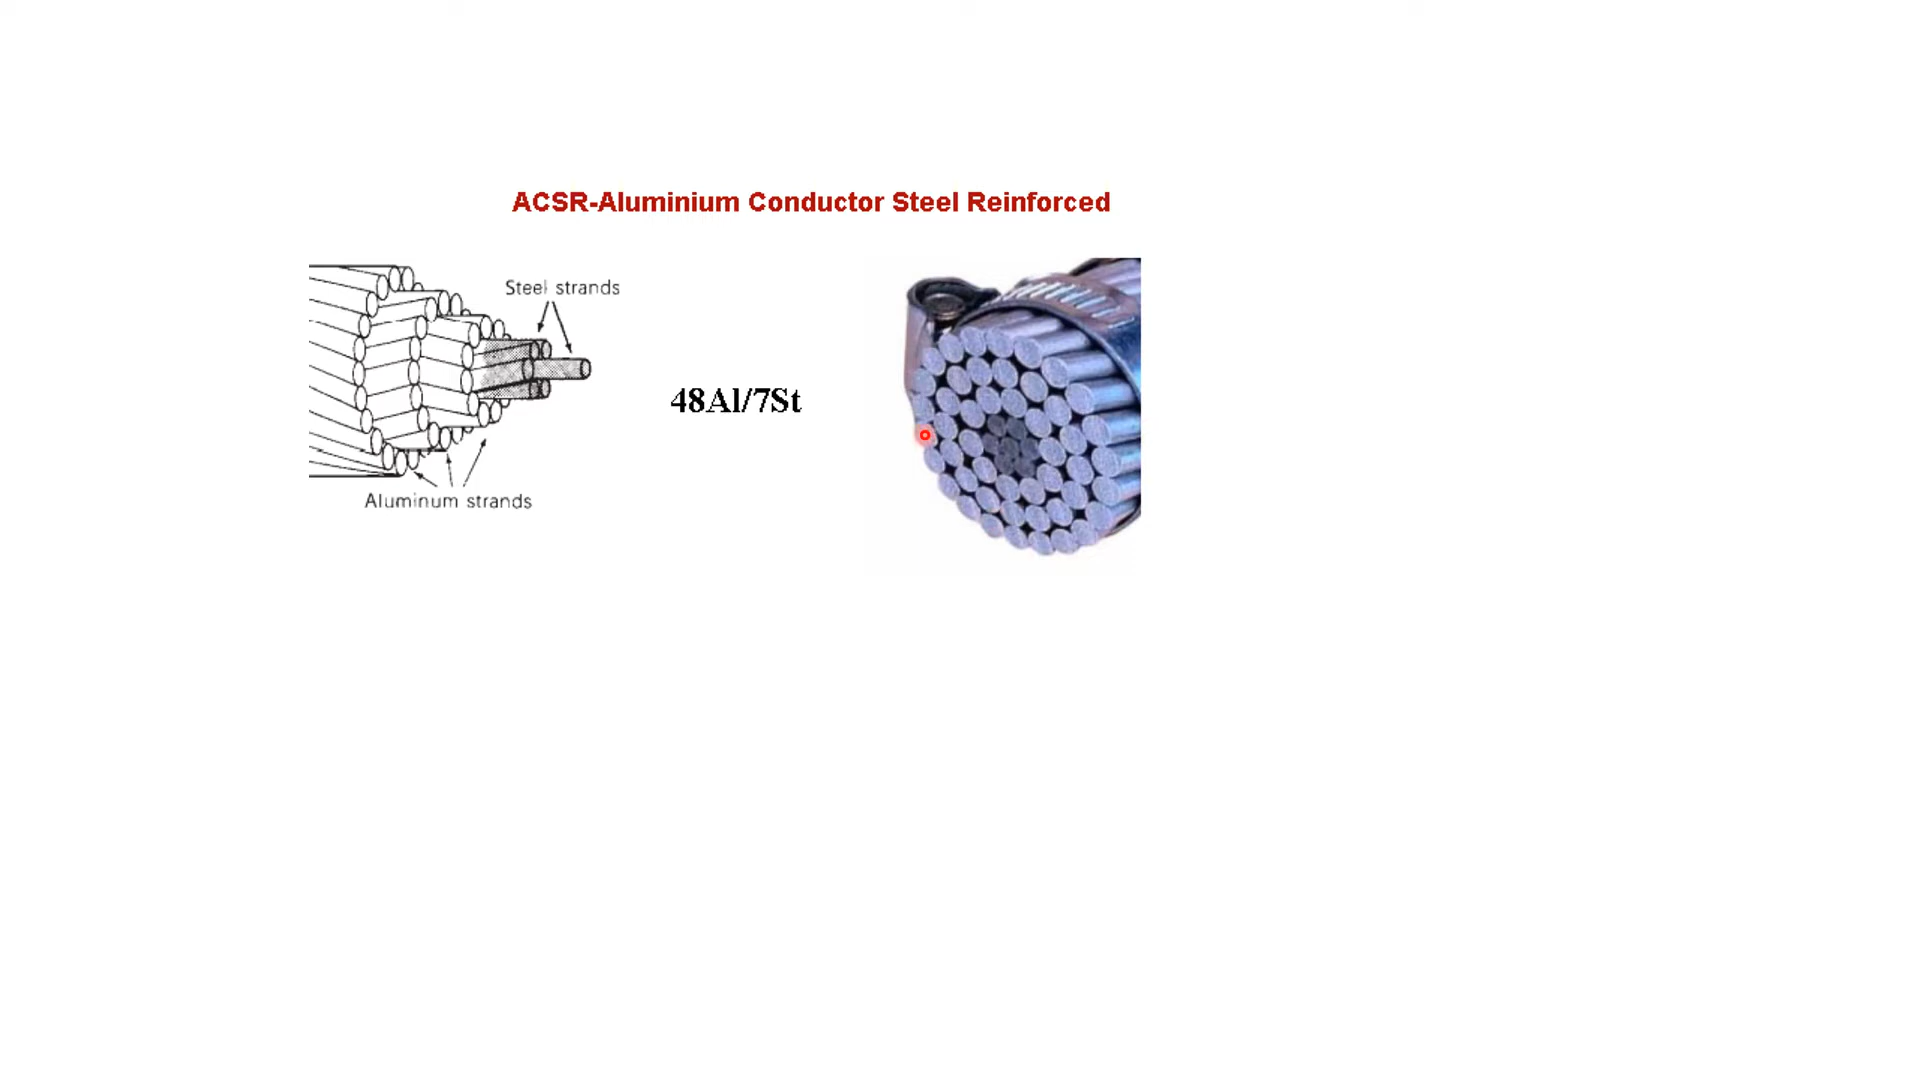 ACSR-Aluminium Conductor Steel Reinforced
Steel strands
48Al/7St
Aluminum strands